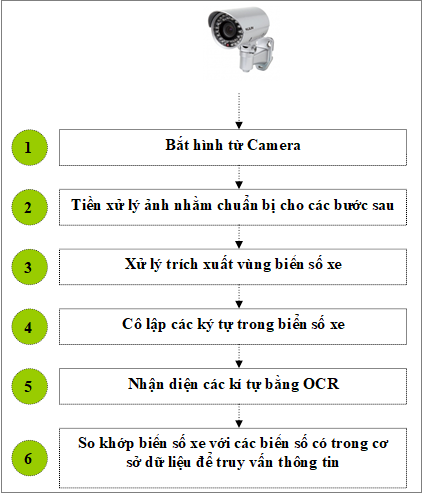 1
Bắt hình từ Camera
2
Tiền xử lý ảnh nhằm chuẩn bị cho các bước sau
3
Xử lý trích xuất vùng biển số xe
4
Cô lập các ký tự trong biển số xe
5
Nhận diện các kí tự bằng OCR
6
So khớp biển số xe với các biển số có trong cơ
sở dữ liệu để truy vấn thông tin